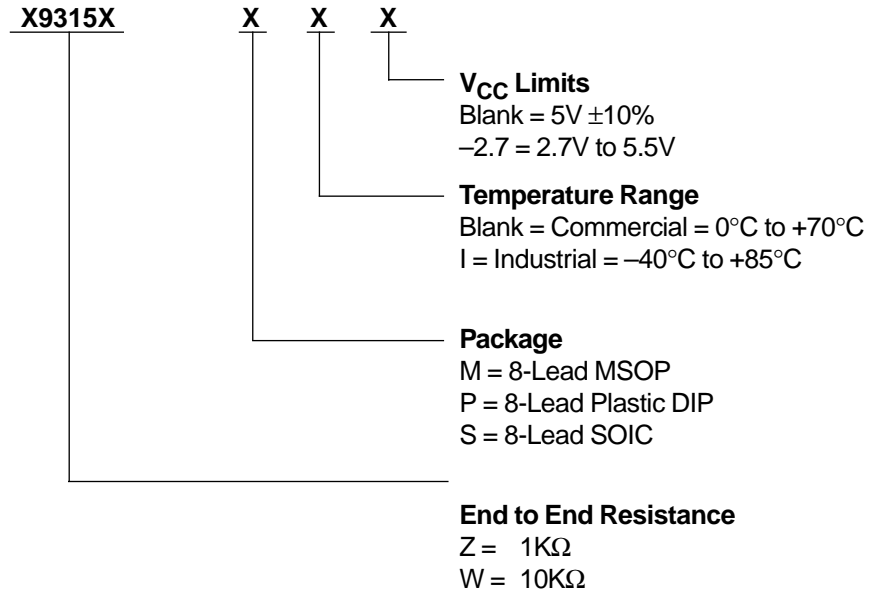 X9315X X X X
V_CC Limits
Blank = 5V ±10%
–2.7 = 2.7V to 5.5V
Temperature Range
Blank = Commercial = 0°C to +70°C
I = Industrial = –40°C to +85°C
Package
M = 8-Lead MSOP
P = 8-Lead Plastic DIP
S = 8-Lead SOIC
End to End Resistance
Z = 1KΩ
W = 10KΩ